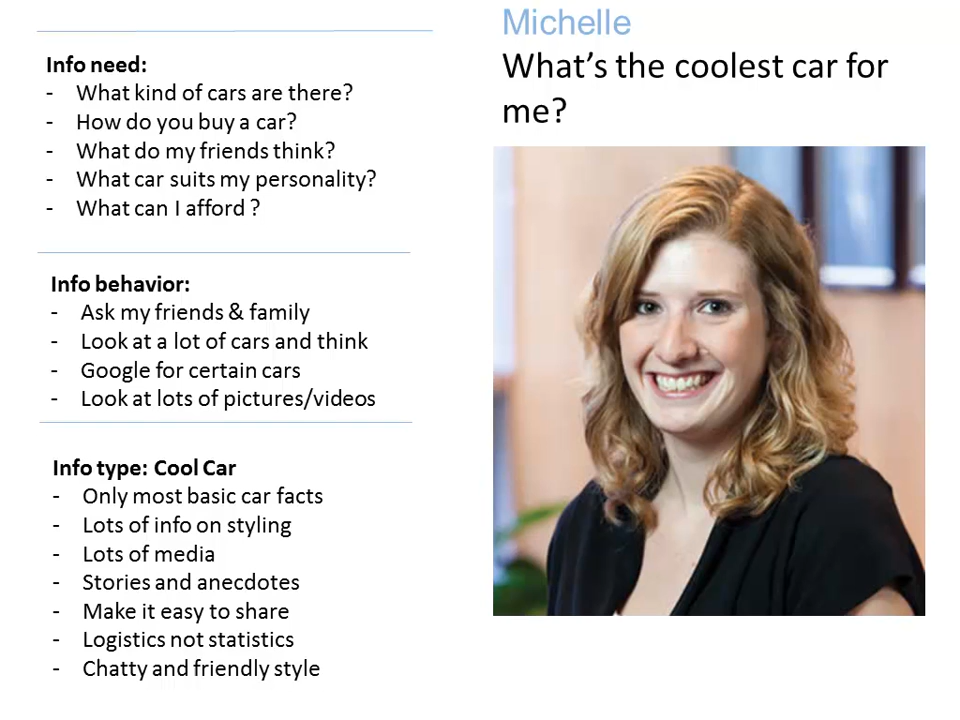 Michelle
What's the coolest car for
me?
Info need:
- What kind of cars are there?
- How do you buy a car?
- What do my friends think?
- What car suits my personality?
- What can I afford ?
Info behavior:
- Ask my friends & family
- Look at a lot of cars and think
- Google for certain cars
- Look at lots of pictures/videos
Info type: Cool Car
- Only most basic car facts
- Lots of info on styling
- Lots of media
- Stories and anecdotes
- Make it easy to share
- Logistics not statistics
- Chatty and friendly style